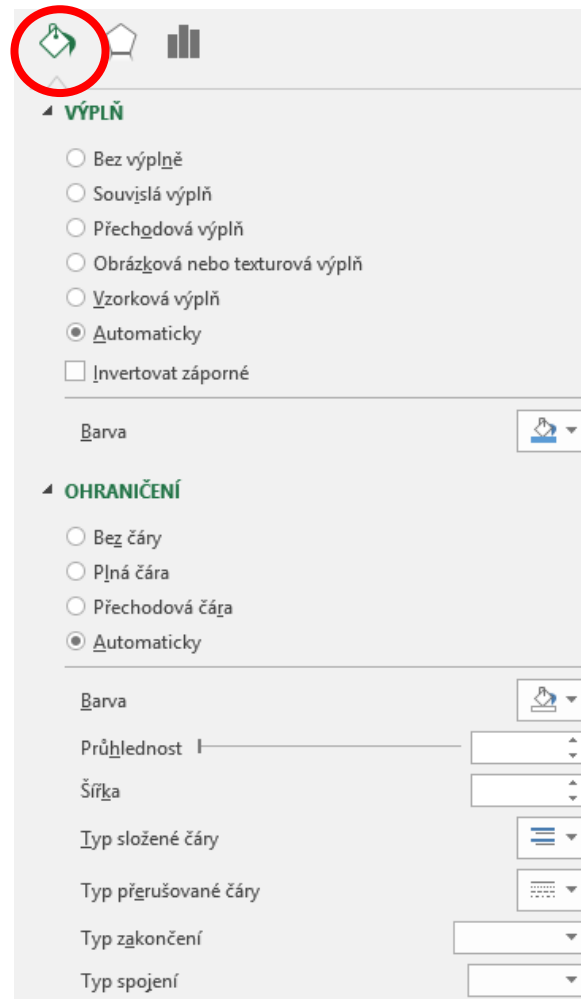 VÝPLŇ
Bez výplně
Souvislá výplň
Přechodová výplň
Obrázková nebo texturová výplň
Vzorková výplň
Automaticky
Invertovat záporné
Barva
OHRANIČENÍ
Bez čáry
Plná čára
Přechodová čára
Automaticky
Barva
Průhlednost
Šířka
Typ složené čáry
Typ přerušované čáry
Typ zakončení
Typ spojení